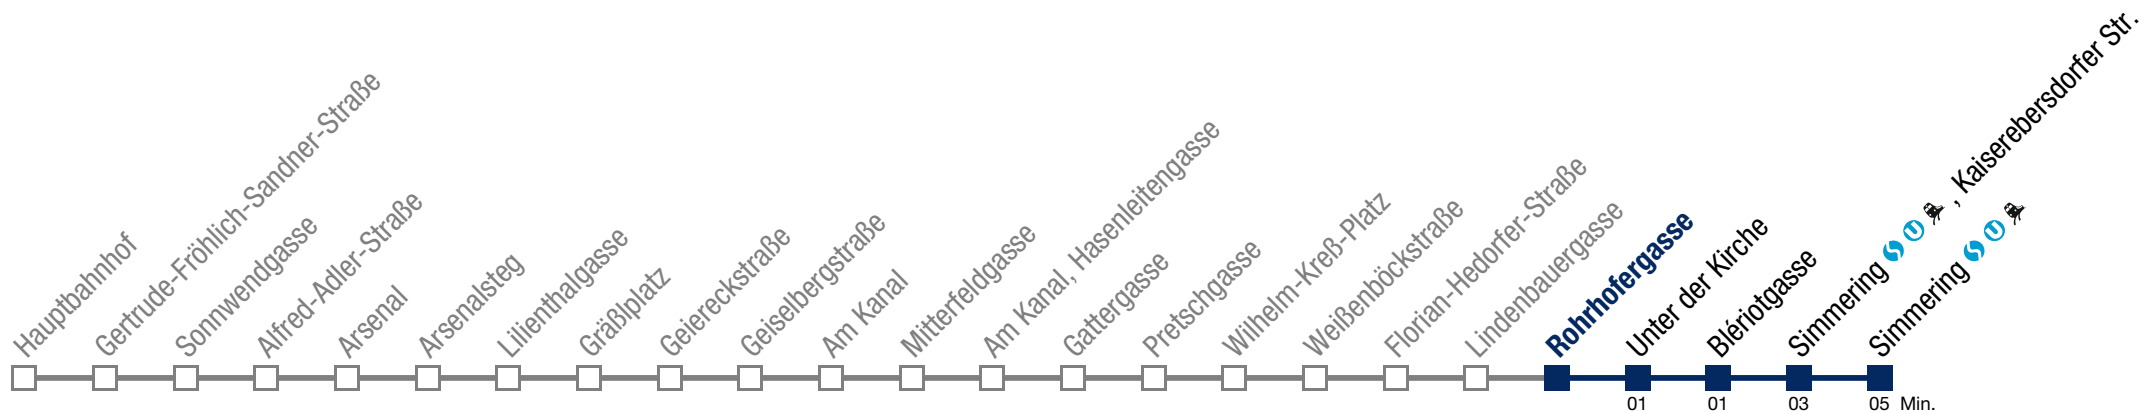 Hauptbahnhof
Gertrude-Fröhlich-Sandner-Straße
Sonnwendgasse
Alfred-Adler-Straße
Arsenal
Arsenalsteg
Lilienthalgasse
Gräßlplatz
Geiereckstraße
Geiselbergstraße
Am Kanal
Mitterfeldgasse
Am Kanal, Hasenleitengasse
Gattergasse
Pretschgasse
Wilhelm-Kreß-Platz
Weißenböckstraße
Florian-Hedorfer-Straße
Lindenbauergasse
Rohrhofergasse
Unter der Kirche
Blériotgasse
Simmering S U , Kaiserebersdorfer Str.
Simmering S U
01 01 03 05 Min.